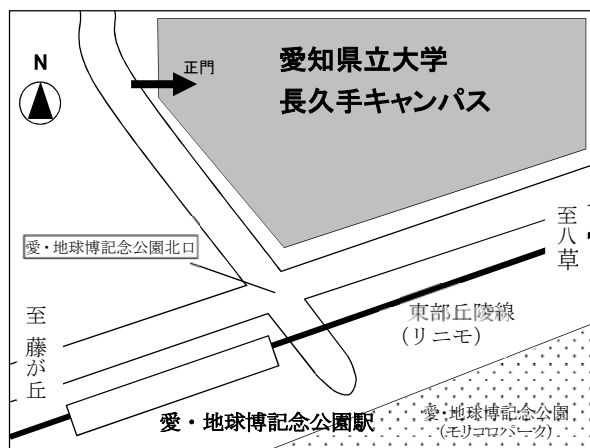 N
正門
愛知県立大学
長久手キャンパス
愛・地球博記念公園北口
至八草
至 藤が丘
東部丘陵線
(リニモ)
愛・地球博記念公園駅
愛・地球博記念公園
(モリコロパーク)